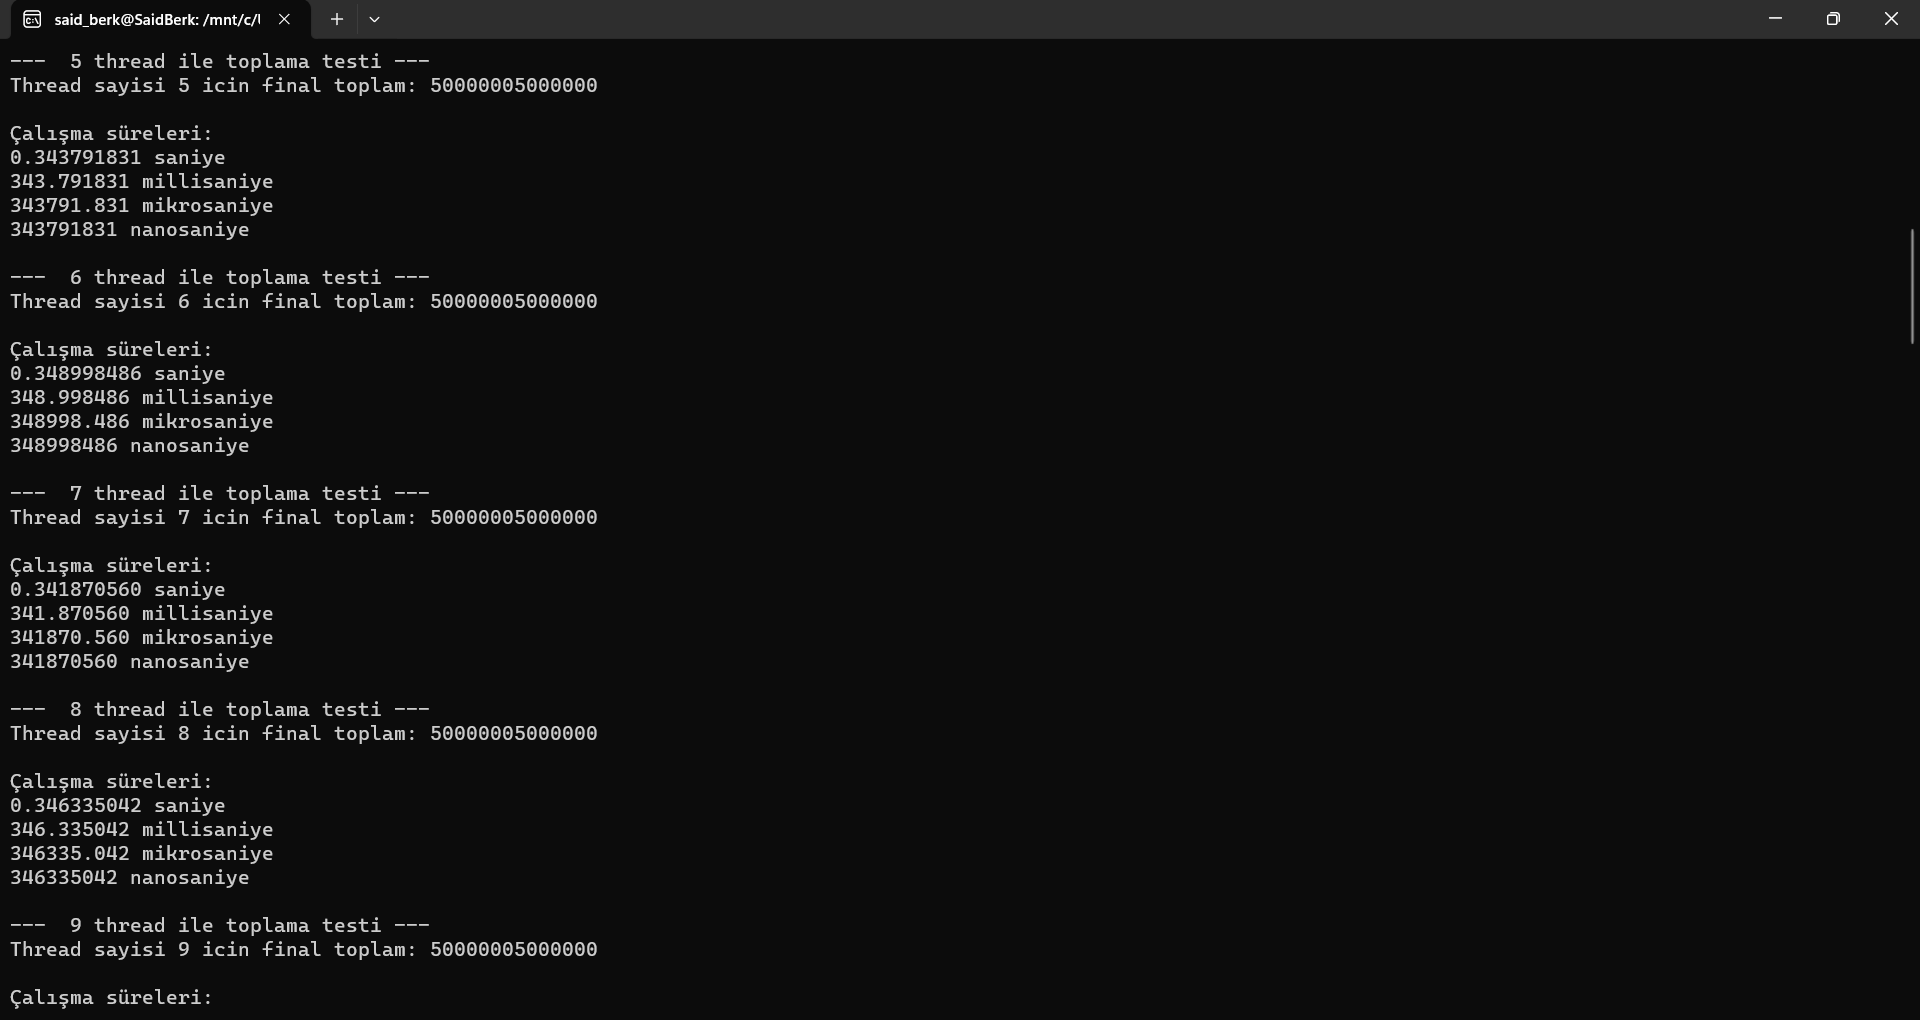 said_berk@SaidBerk: /mnt/c/
--- 5 thread ile toplama testi ---
Thread sayisi 5 icin final toplam: 50000005000000
Çalışma süreleri:
0.343791831 saniye
343.791831 millisaniye
343791.831 mikrosaniye
343791831 nanosaniye
--- 6 thread ile toplama testi ---
Thread sayisi 6 icin final toplam: 50000005000000
Çalışma süreleri:
0.348998486 saniye
348.998486 millisaniye
348998.486 mikrosaniye
348998486 nanosaniye
--- 7 thread ile toplama testi ---
Thread sayisi 7 icin final toplam: 50000005000000
Çalışma süreleri:
0.341870560 saniye
341.870560 millisaniye
341870.560 mikrosaniye
341870560 nanosaniye
--- 8 thread ile toplama testi ---
Thread sayisi 8 icin final toplam: 50000005000000
Çalışma süreleri:
0.346335042 saniye
346.335042 millisaniye
346335.042 mikrosaniye
346335042 nanosaniye
--- 9 thread ile toplama testi ---
Thread sayisi 9 icin final toplam: 50000005000000
Çalışma süreleri: